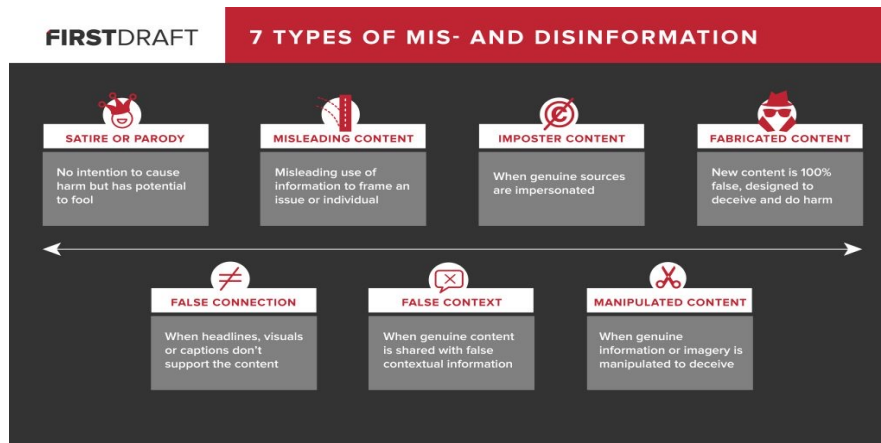 FIRSTDRAFT
7 TYPES OF MIS- AND DISINFORMATION
SATIRE OR PARODY
No intention to cause
harm but has potential
to fool
MISLEADING CONTENT
Misleading use of
information to frame an
issue or individual
IMPOSTER CONTENT
When genuine sources
are impersonated
FABRICATED CONTENT
New content is 100%
false, designed to
deceive and do harm
FALSE CONNECTION
When headlines, visuals
or captions don't
support the content
FALSE CONTEXT
When genuine content
is shared with false
contextual information
MANIPULATED CONTENT
When genuine
information or imagery is
manipulated to deceive